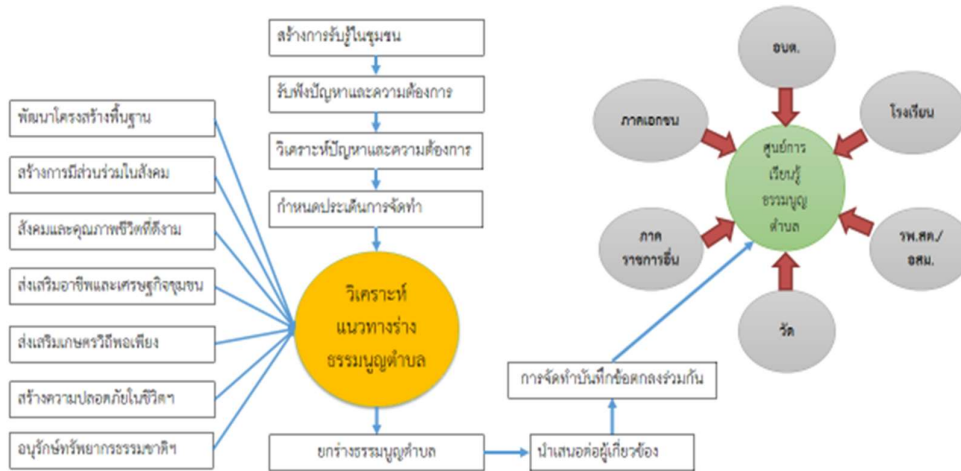 สร้างการรับรู้ในชุมชน
รับฟังปัญหาและความต้องการ
วิเคราะห์ปัญหาและความต้องการ
กำหนดประเด็นการจัดทำ
พัฒนาโครงสร้างพื้นฐาน
สร้างการมีส่วนร่วมในสังคม
สังคมและคุณภาพชีวิตที่ดีงาม
ส่งเสริมอาชีพและเศรษฐกิจชุมชน
ส่งเสริมเกษตรวิถีพอเพียง
สร้างความปลอดภัยในชีวิตฯ
อนุรักษ์ทรัพยากรธรรมชาติฯ
วิเคราะห์
แนวทางร่าง
ธรรมนูญตำบล
ยกร่างธรรมนูญตำบล
นำเสนอต่อผู้เกี่ยวข้อง
การจัดทำบันทึกข้อตกลงร่วมกัน
อบต.
ภาคเอกชน
โรงเรียน
ศูนย์การ
เรียนรู้
ธรรมนูญ
ตำบล
ภาค
ราชการอื่น
รพ.สต./
อสม.
วัด